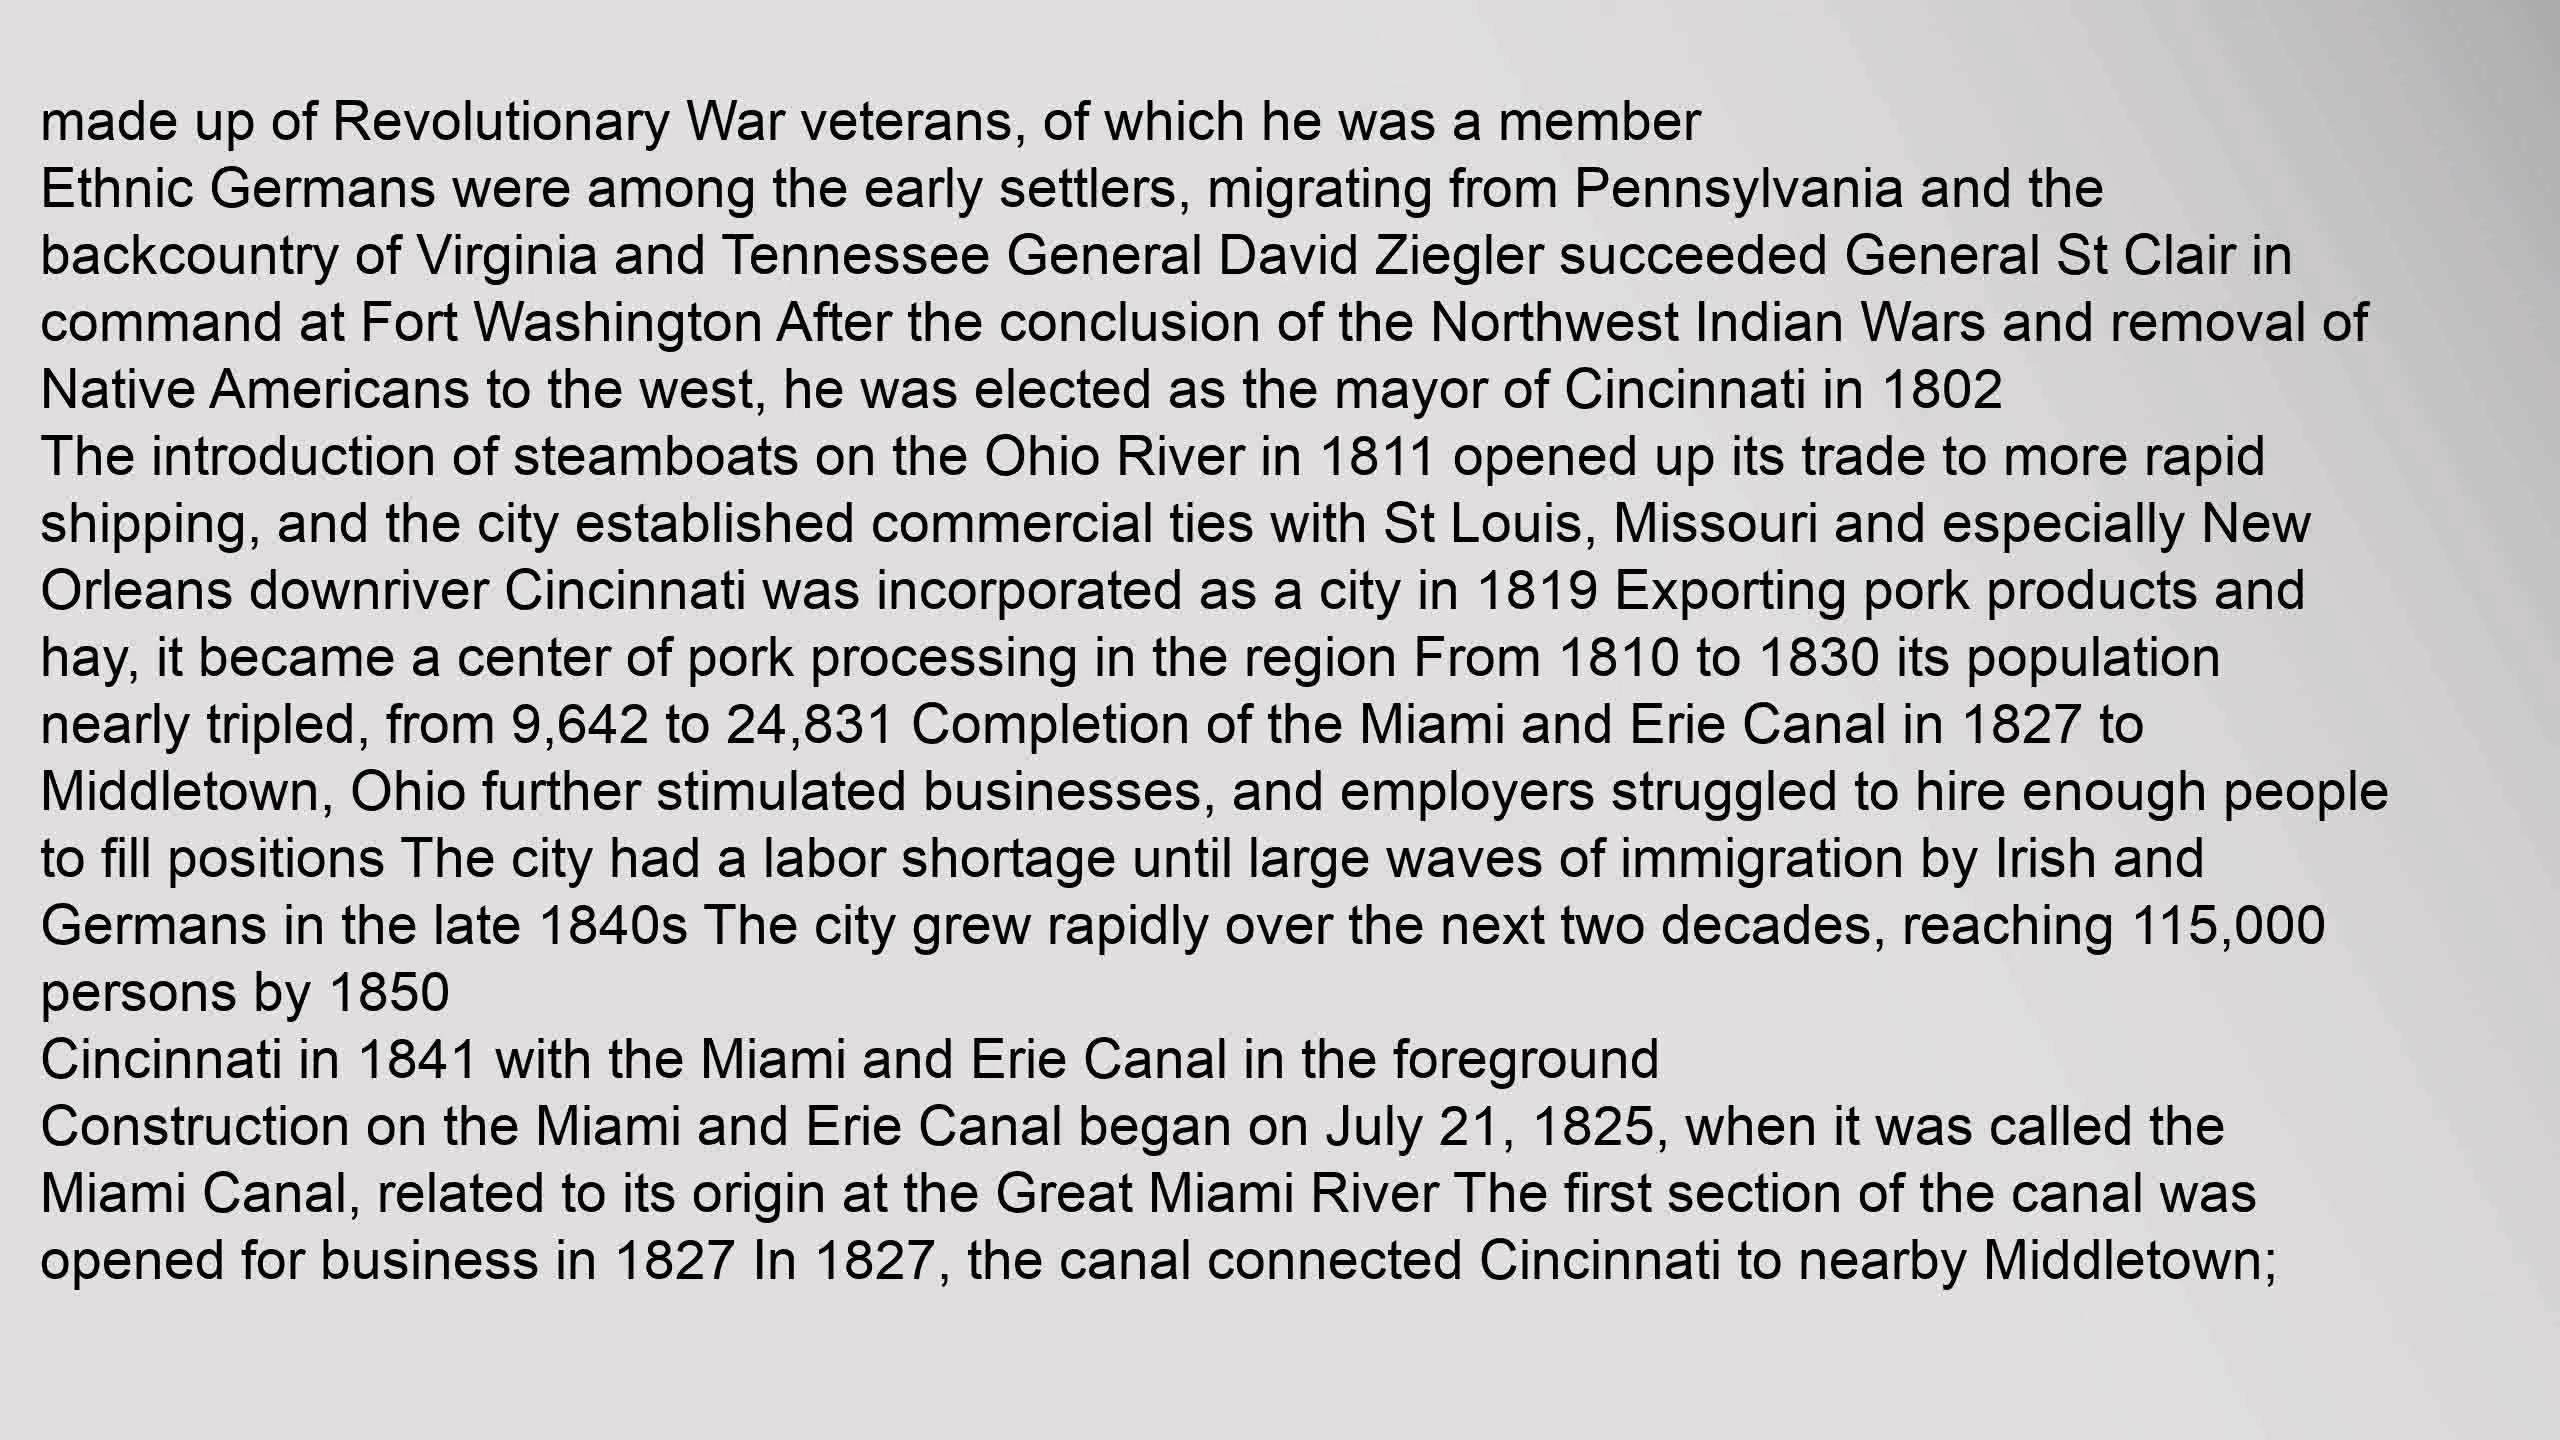 made up of Revolutionary War veterans, of which he was a member
Ethnic Germans were among the early settlers, migrating from Pennsylvania and the
backcountry of Virginia and Tennessee General David Ziegler succeeded General St Clair in
command at Fort Washington After the conclusion of the Northwest Indian Wars and removal of
Native Americans to the west, he was elected as the mayor of Cincinnati in 1802
The introduction of steamboats on the Ohio River in 1811 opened up its trade to more rapid
shipping, and the city established commercial ties with St Louis, Missouri and especially New
Orleans downriver Cincinnati was incorporated as a city in 1819 Exporting pork products and
hay, it became a center of pork processing in the region From 1810 to 1830 its population
nearly tripled, from 9,642 to 24,831 Completion of the Miami and Erie Canal in 1827 to
Middletown, Ohio further stimulated businesses, and employers struggled to hire enough people
to fill positions The city had a labor shortage until large waves of immigration by Irish and
Germans in the late 1840s The city grew rapidly over the next two decades, reaching 115,000
persons by 1850
Cincinnati in 1841 with the Miami and Erie Canal in the foreground
Construction on the Miami and Erie Canal began on July 21, 1825, when it was called the
Miami Canal, related to its origin at the Great Miami River The first section of the canal was
opened for business in 1827 In 1827, the canal connected Cincinnati to nearby Middletown;